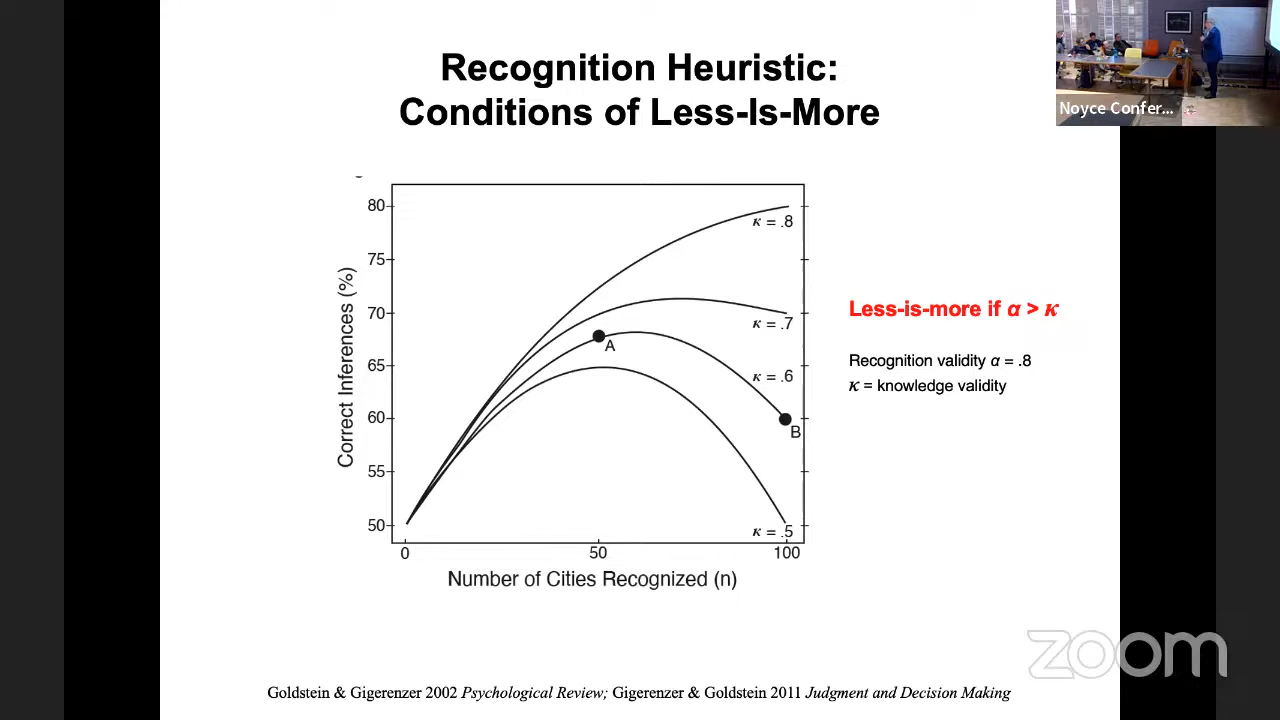 Recognition Heuristic:
Conditions of Less-Is-More
Noyce Confer...
80
75
70
65
60
55
50
Correct Inferences (%)
κ = .8
κ = .7
κ = .6
κ = .5
A
B
0
50
100
Number of Cities Recognized (n)
Less-is-more if α > κ
Recognition validity α = .8
κ = knowledge validity
zoom
Goldstein & Gigerenzer 2002 Psychological Review; Gigerenzer & Goldstein 2011 Judgment and Decision Making